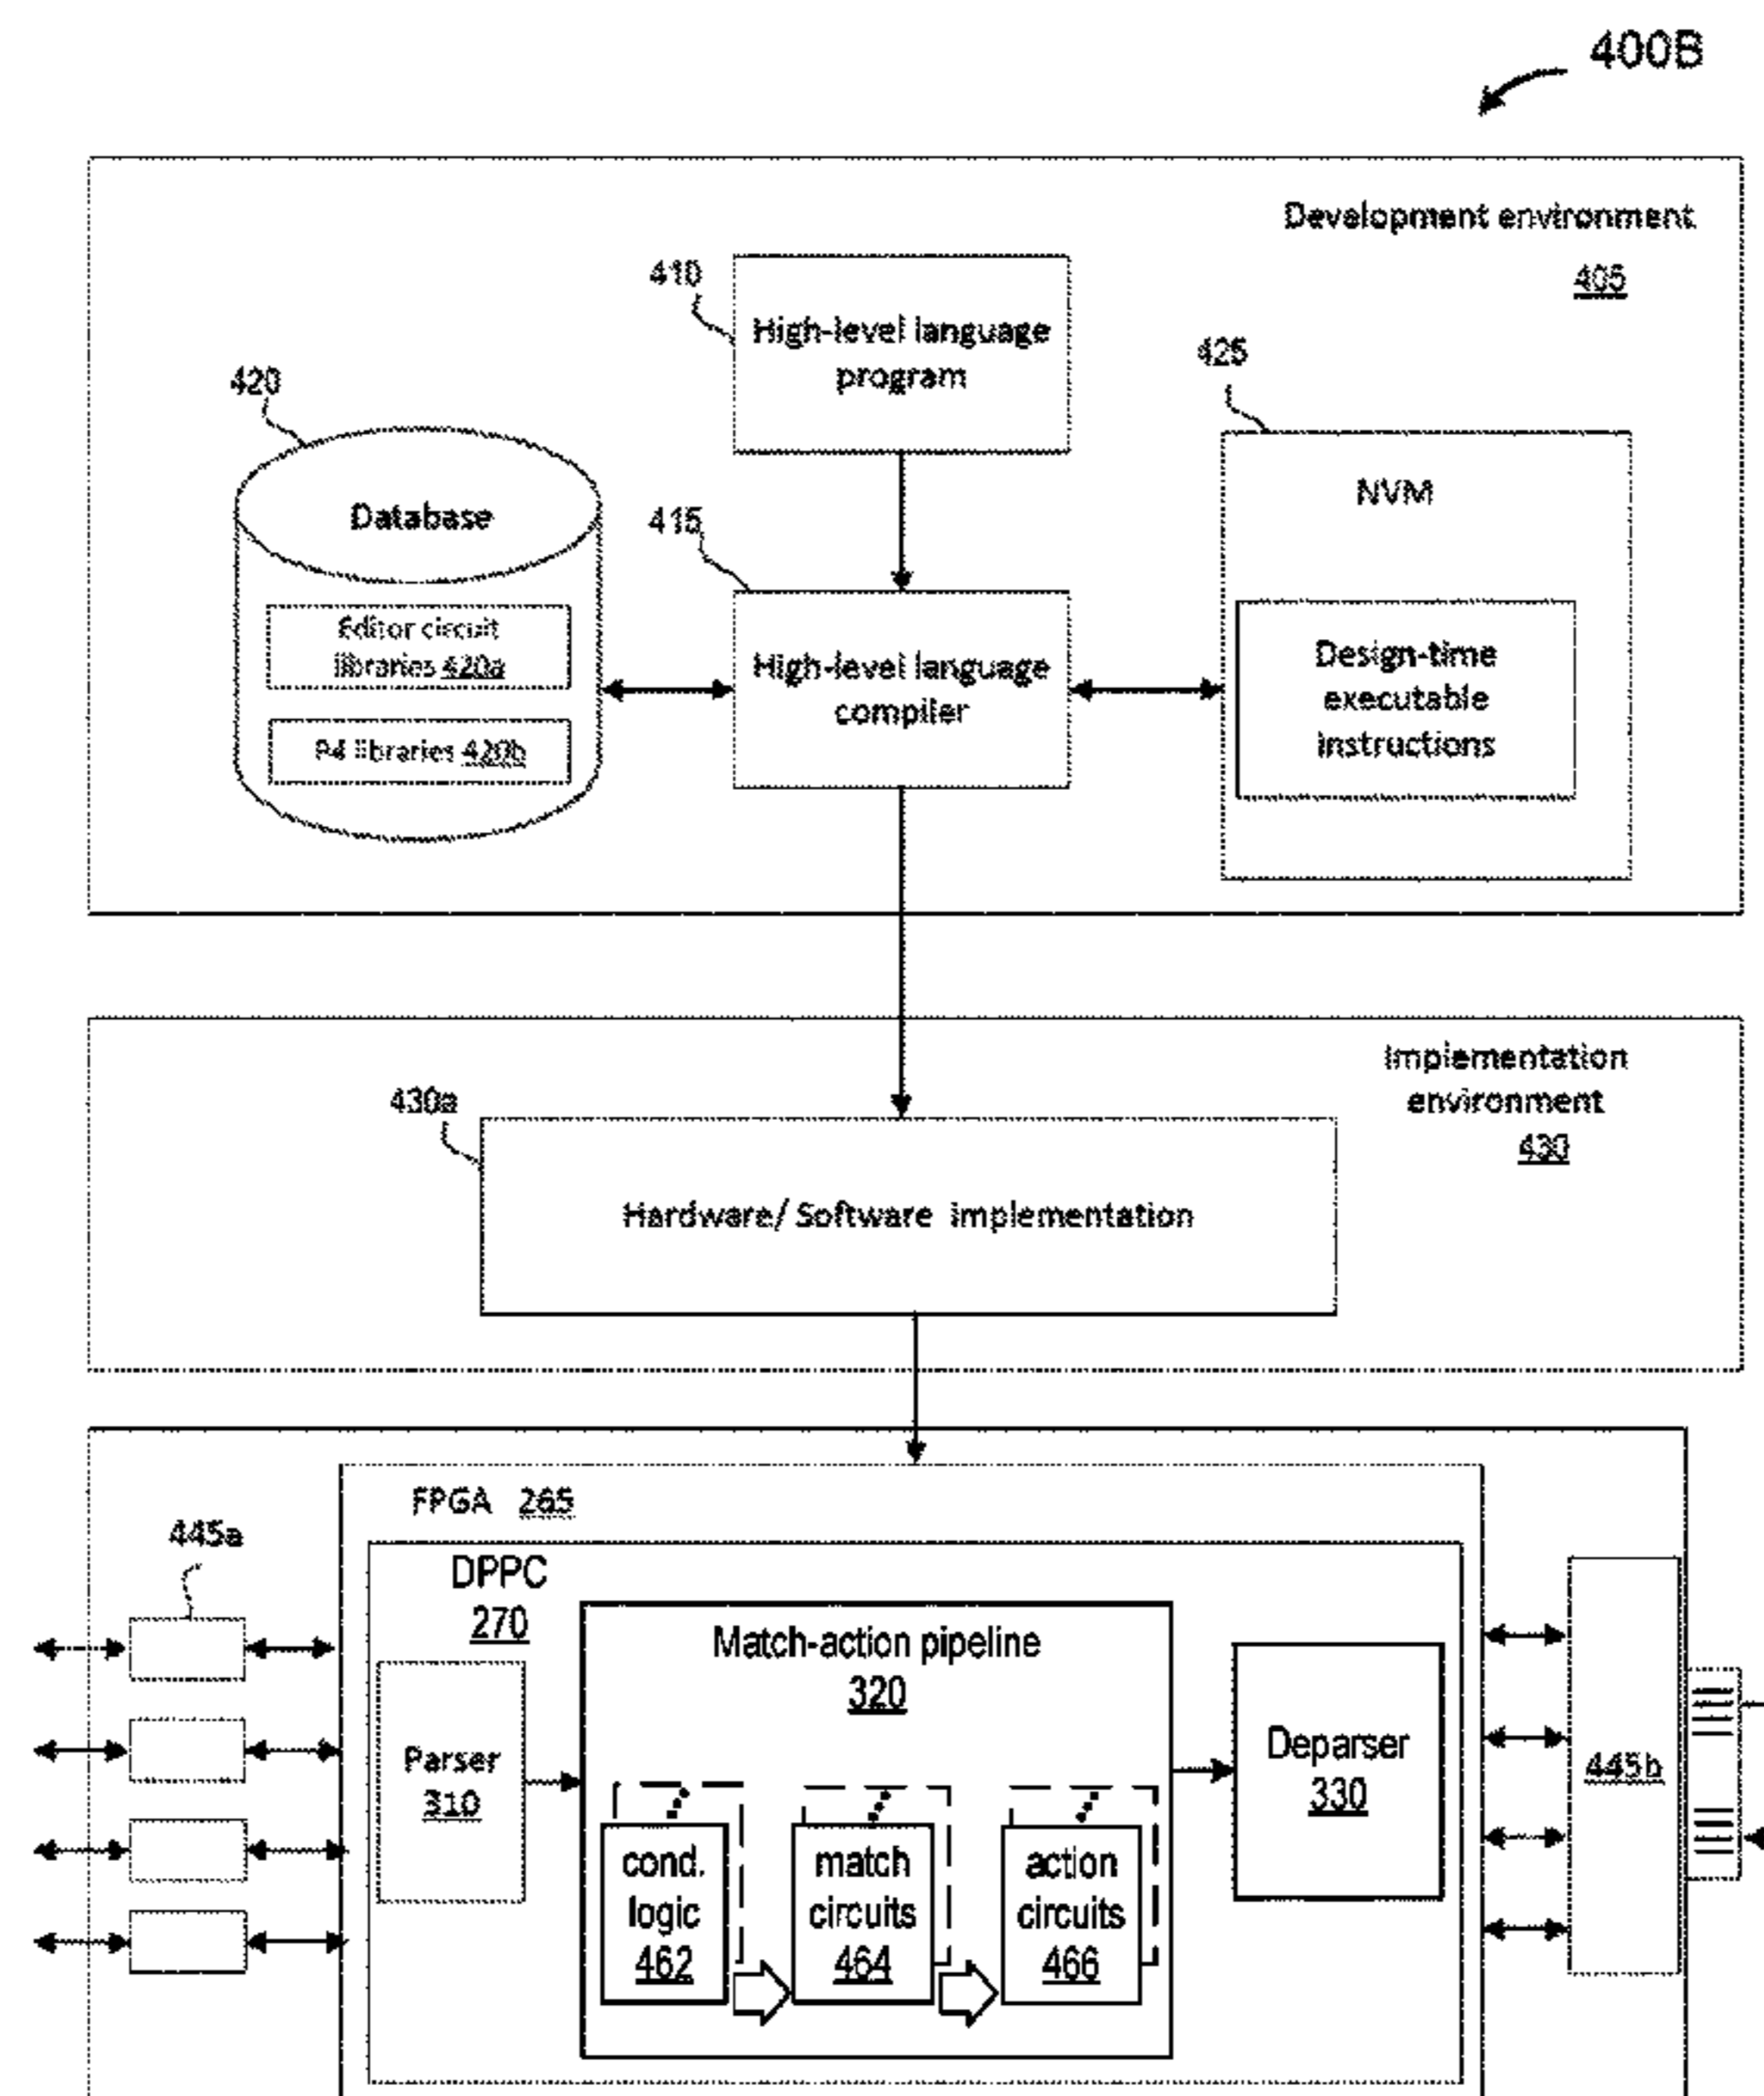 400B
Development environment
405
410
High-level language
program
425
420
NVM
Database
415
Editor circuit
libraries 420a
High-level language
compiler
Design-time
executable
instructions
P4 libraries 420b
Implementation
environment
430
430a
Hardware/ Software implementation
FPGA 265
445a
DPPC
270
Match-action pipeline
320
Parser
310
Deparser
330
445b
cond.
logic
462
match
circuits
464
action
circuits
466